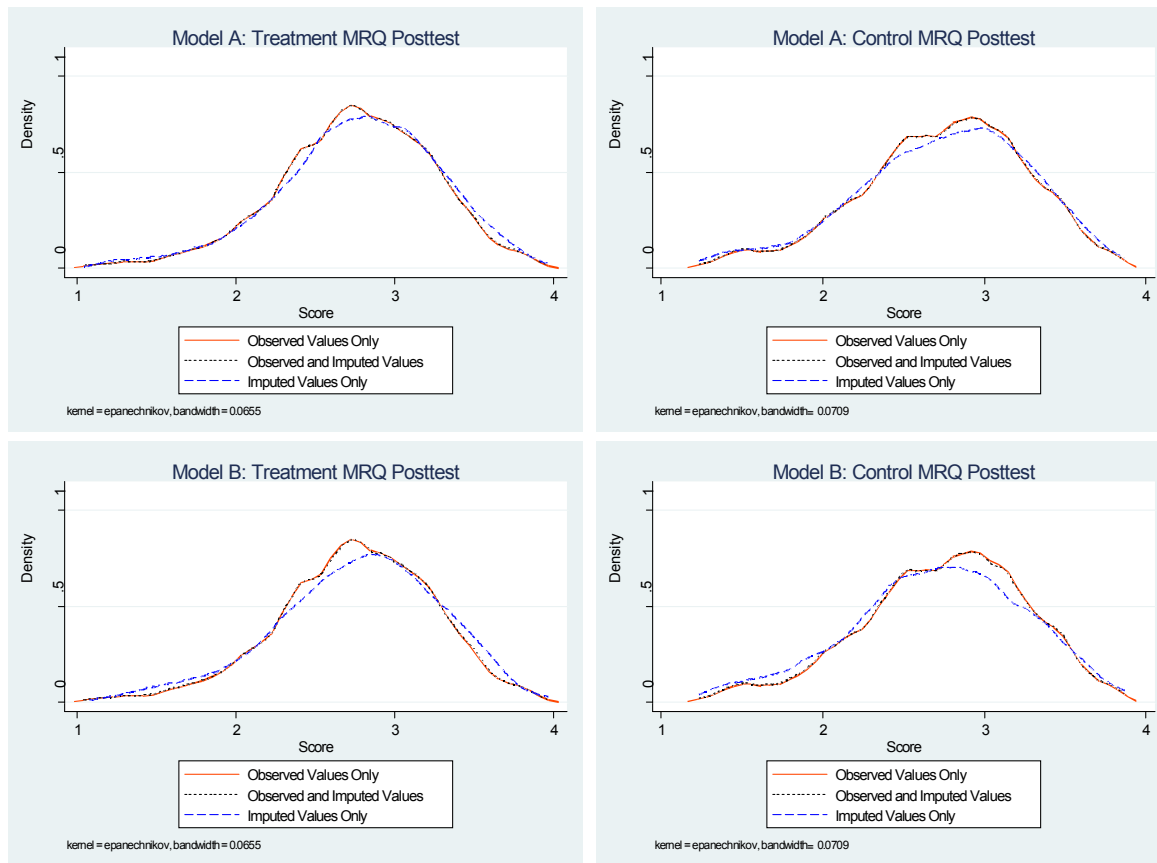 Model A: Treatment MRQ Posttest
Density
1
.5
0
1 2 3 4
Score
Observed Values Only
Observed and Imputed Values
Imputed Values Only
kernel = epanechnikov, bandwidth = 0.0655
Model A: Control MRQ Posttest
Density
1
.5
0
1 2 3 4
Score
Observed Values Only
Observed and Imputed Values
Imputed Values Only
kernel = epanechnikov, bandwidth = 0.0709
Model B: Treatment MRQ Posttest
Density
1
.5
0
1 2 3 4
Score
Observed Values Only
Observed and Imputed Values
Imputed Values Only
kernel = epanechnikov, bandwidth = 0.0655
Model B: Control MRQ Posttest
Density
1
.5
0
1 2 3 4
Score
Observed Values Only
Observed and Imputed Values
Imputed Values Only
kernel = epanechnikov, bandwidth = 0.0709